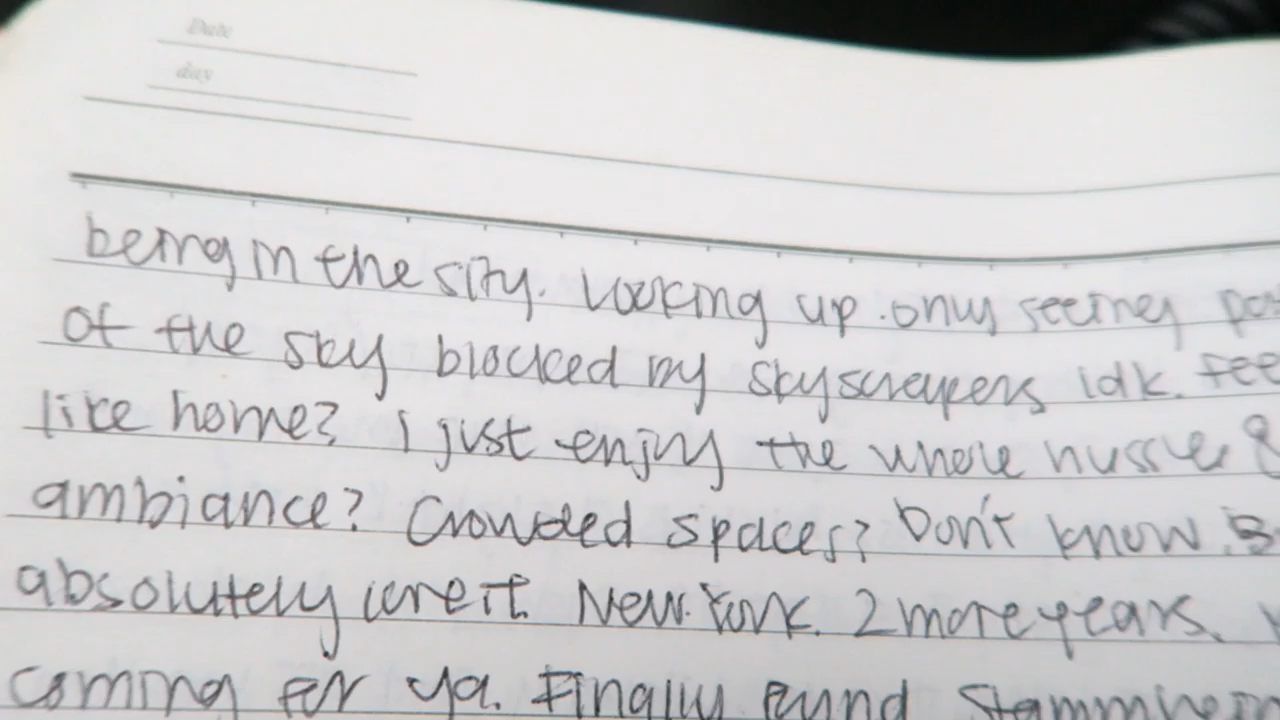 Date
day
being in the sity. Looking up. only seeing
of the sky blocked by skyscrapers idk.
like home? I just enjoy the whole hussle &
ambiance? Crowded spaces? Don't know.
absolutely love it. New York. 2 more years.
coming for ya. Finally found